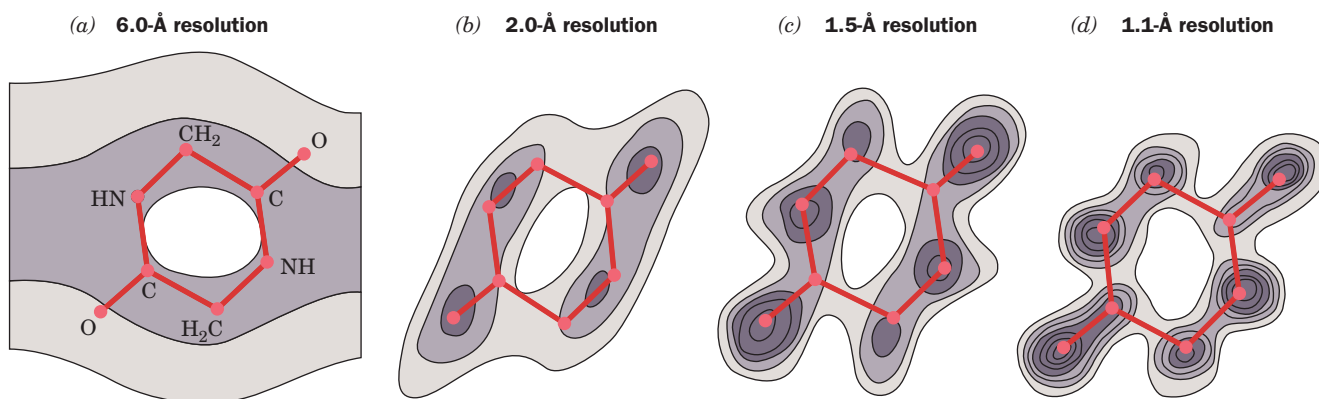 (a) 6.0-Å resolution
(b) 2.0-Å resolution
(c) 1.5-Å resolution
(d) 1.1-Å resolution
CH₂
O
HN
C
NH
C
O
H₂C